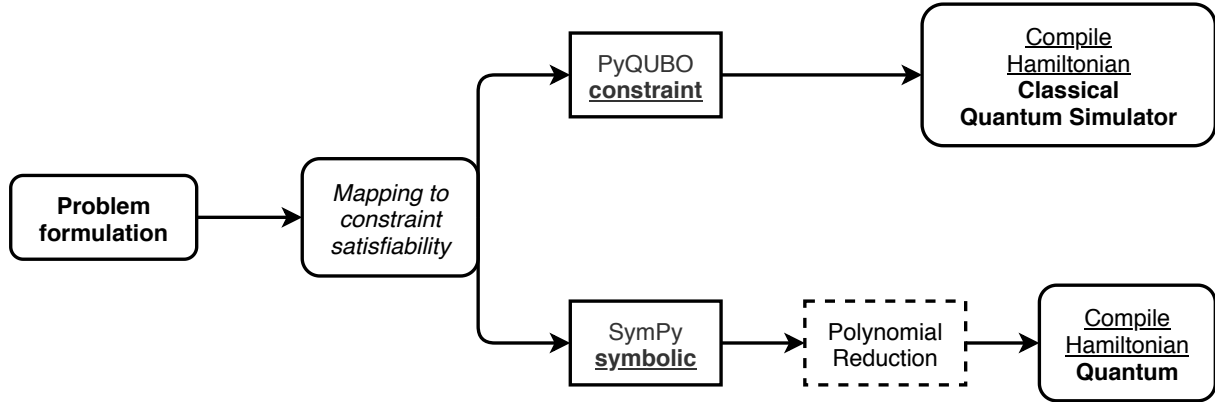 Problem
formulation
Mapping to
constraint
satisfiability
PyQUBO
constraint
Compile
Hamiltonian
Classical
Quantum Simulator
SymPy
symbolic
Polynomial
Reduction
Compile
Hamiltonian
Quantum